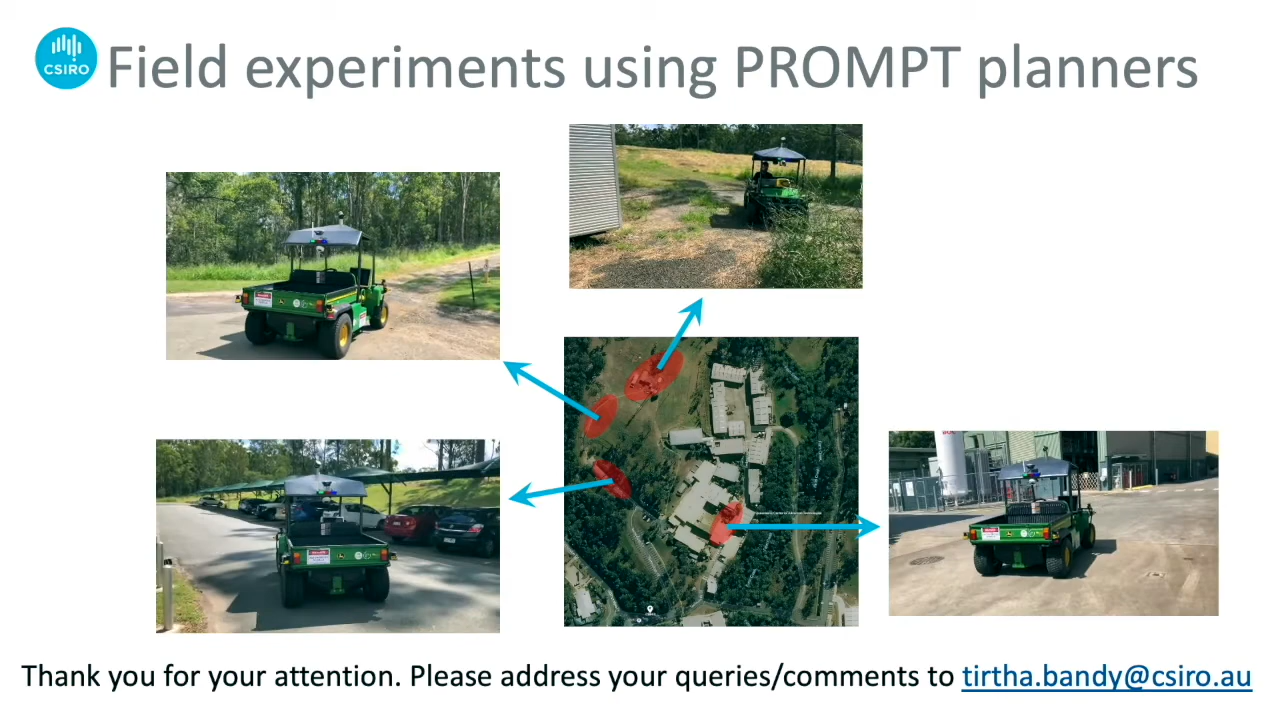 CSIRO
Field experiments using PROMPT planners
Thank you for your attention. Please address your queries/comments to tirtha.bandy@csiro.au